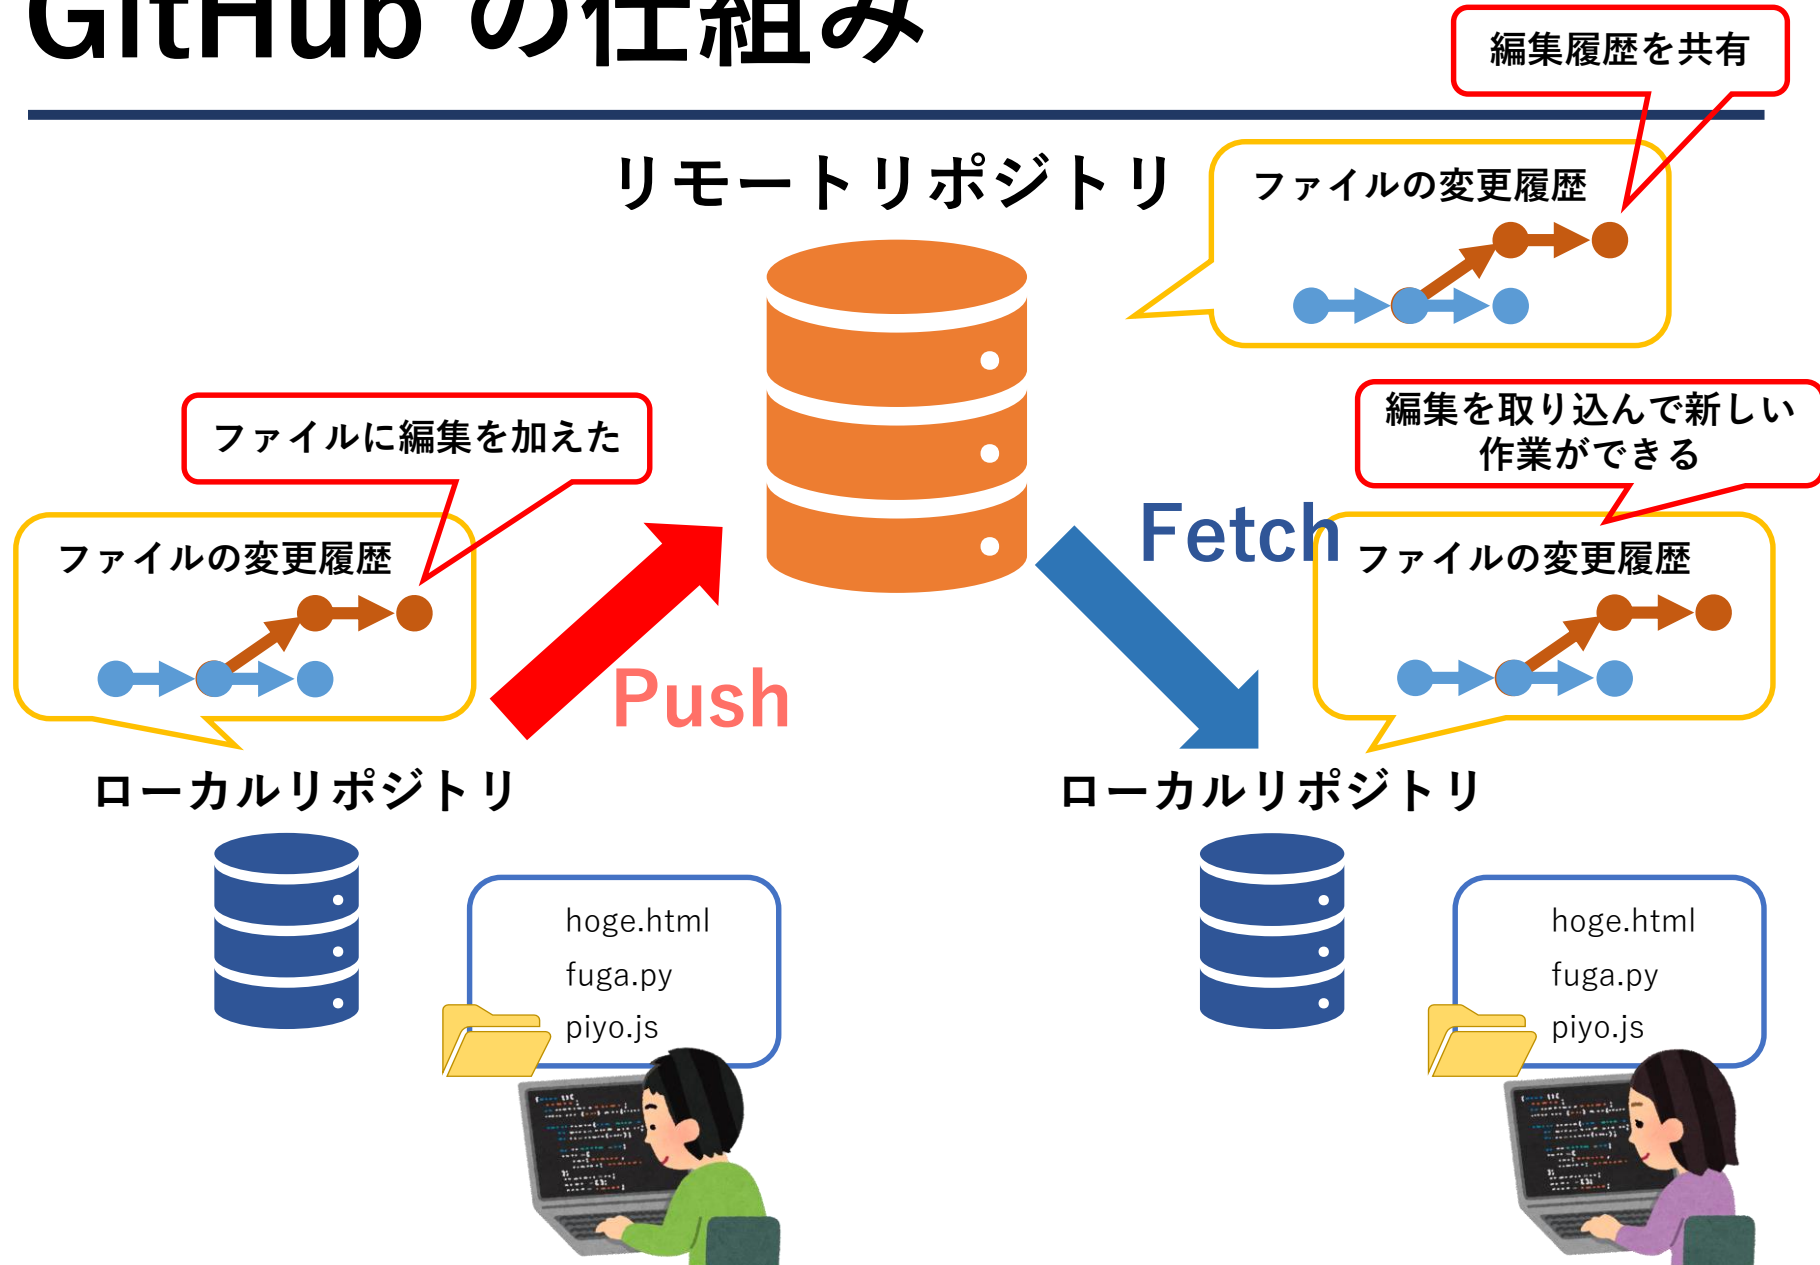 GitHub の仕組み
編集履歴を共有
リモートリポジトリ
ファイルの変更履歴
ファイルに編集を加えた
編集を取り込んで新しい
作業ができる
Fetch
ファイルの変更履歴
ファイルの変更履歴
Push
ローカルリポジトリ
ローカルリポジトリ
hoge.html
fuga.py
piyo.js
hoge.html
fuga.py
piyo.js